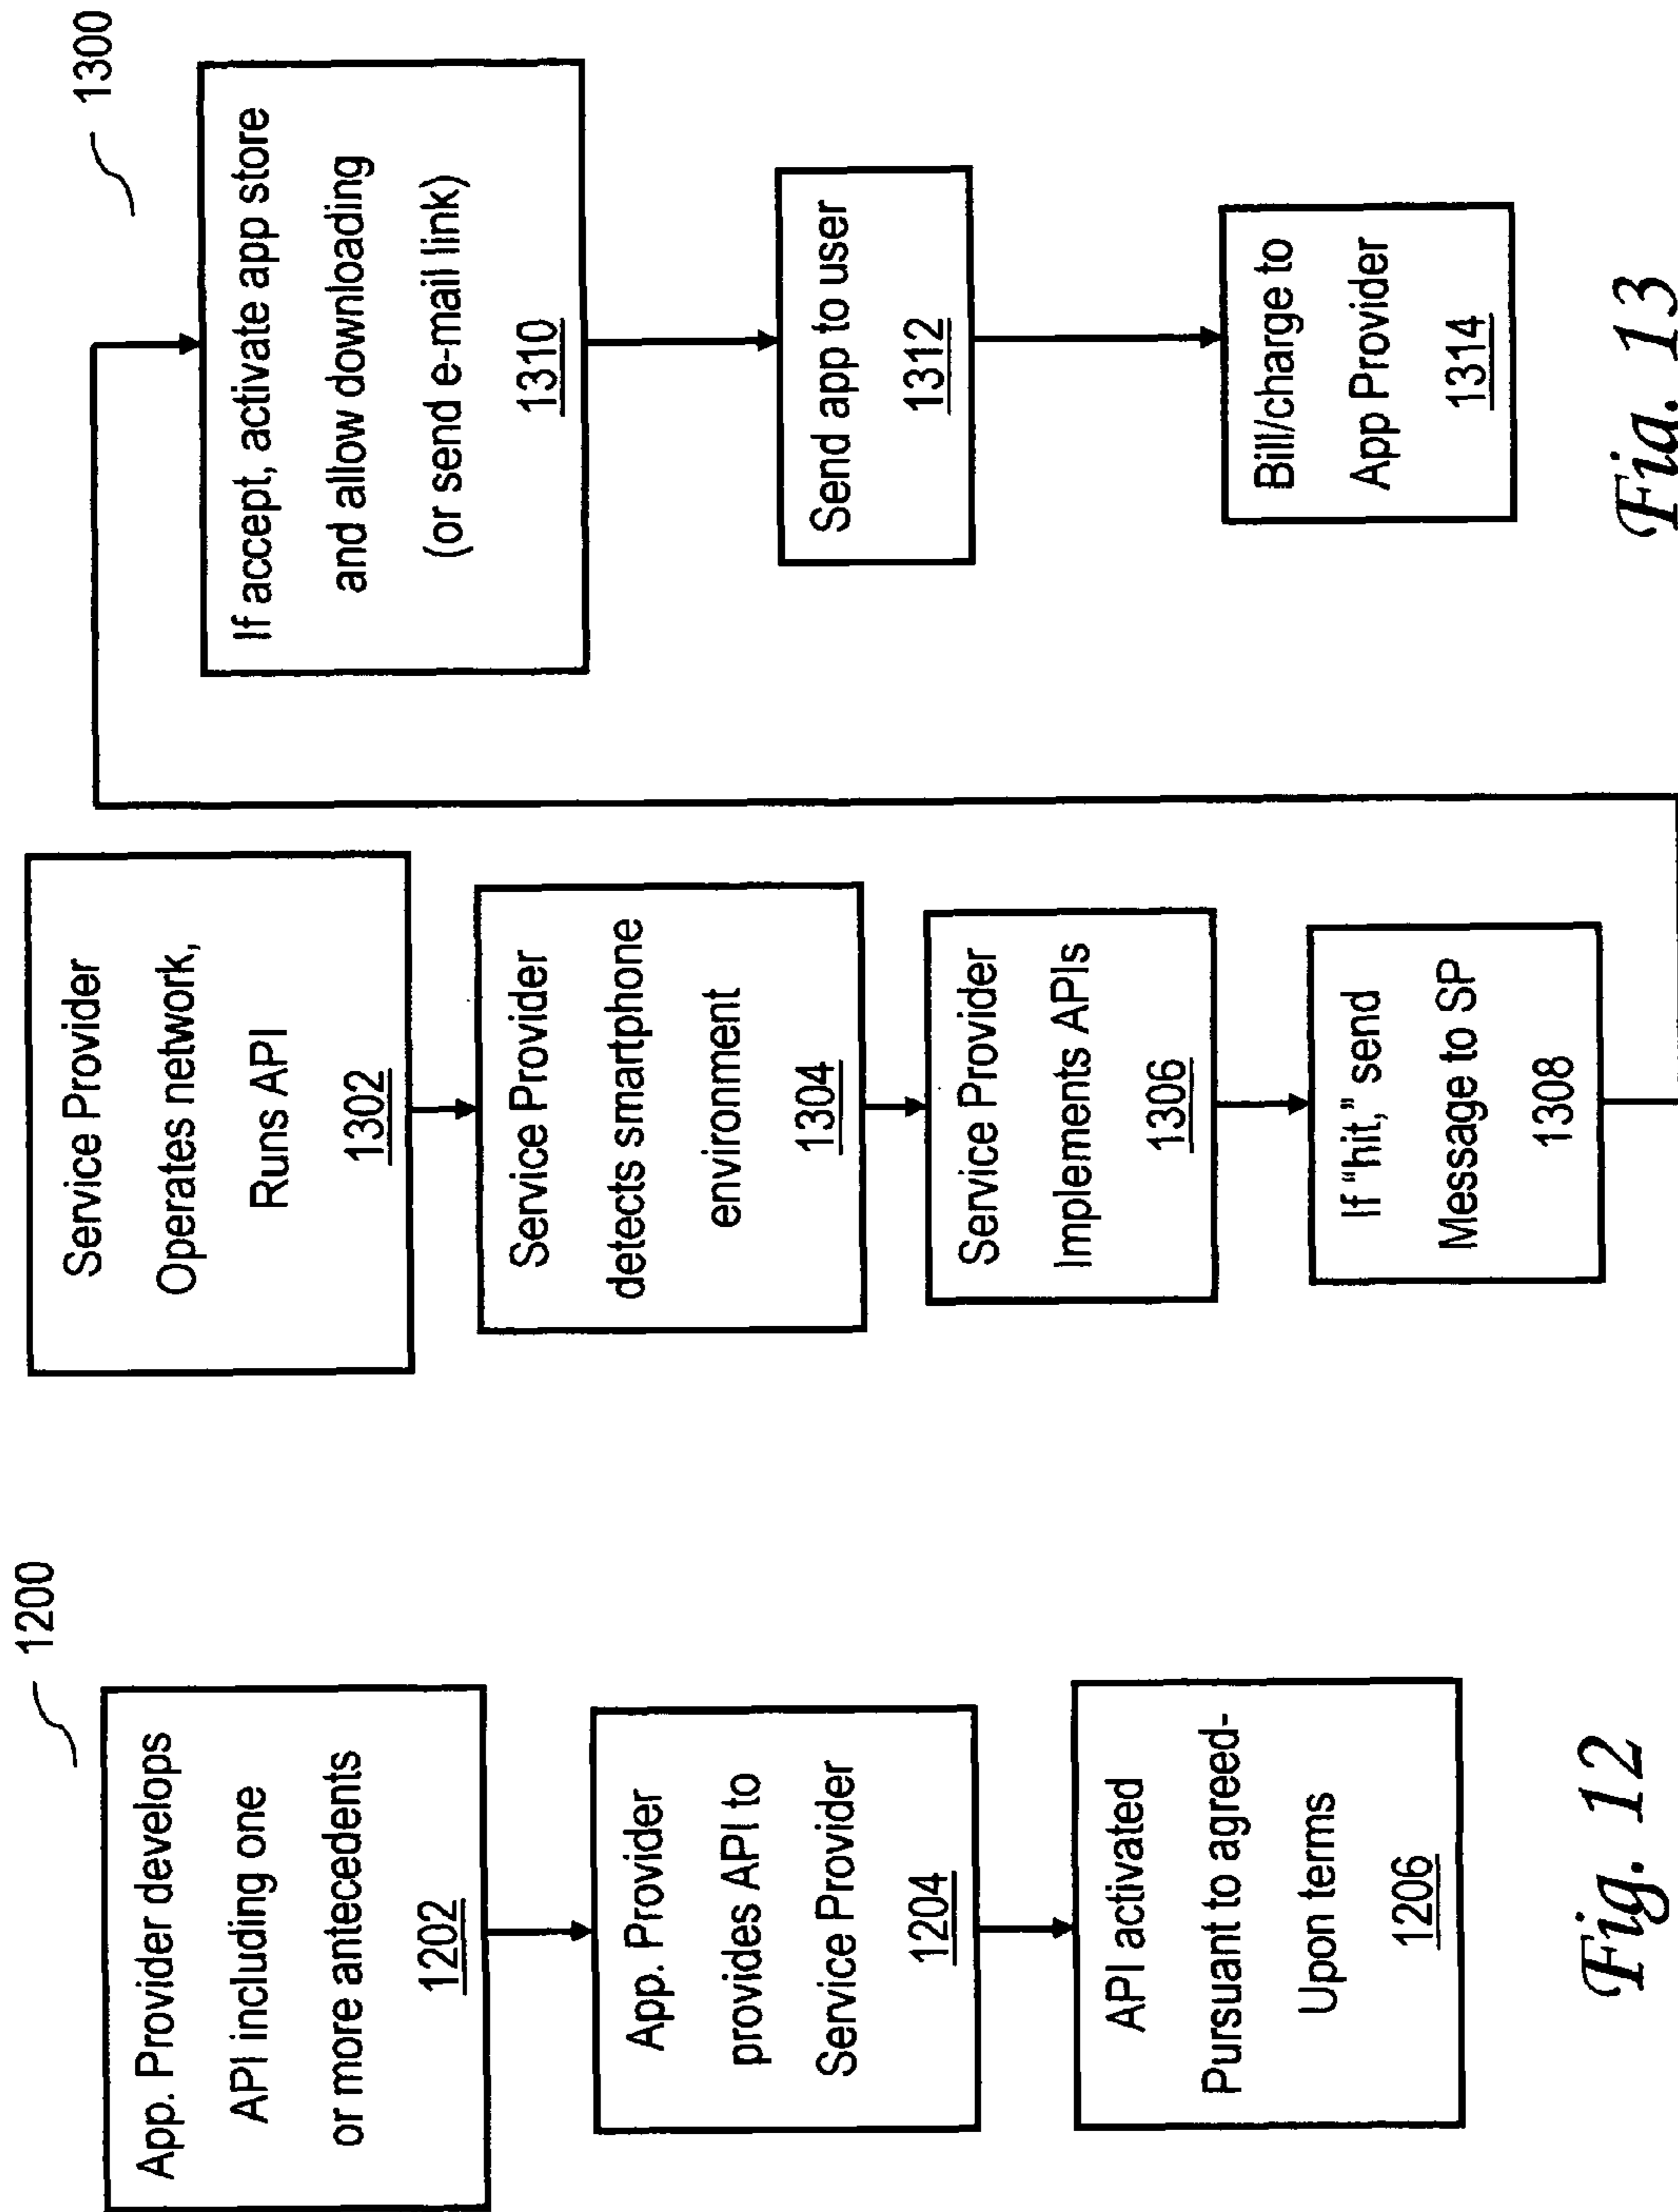 1200
App. Provider develops
API including one
or more antecedents
1202
App. Provider
provides API to
Service Provider
1204
API activated
Pursuant to agreed-
Upon terms
1206
Fig. 12
1300
Service Provider
Operates network,
Runs API
1302
Service Provider
detects smartphone
environment
1304
Service Provider
Implements APIs
1306
If "hit," send
Message to SP
1308
If accept, activate app store
and allow downloading
(or send e-mail link)
1310
Send app to user
1312
Bill/charge to
App Provider
1314
Fig. 13